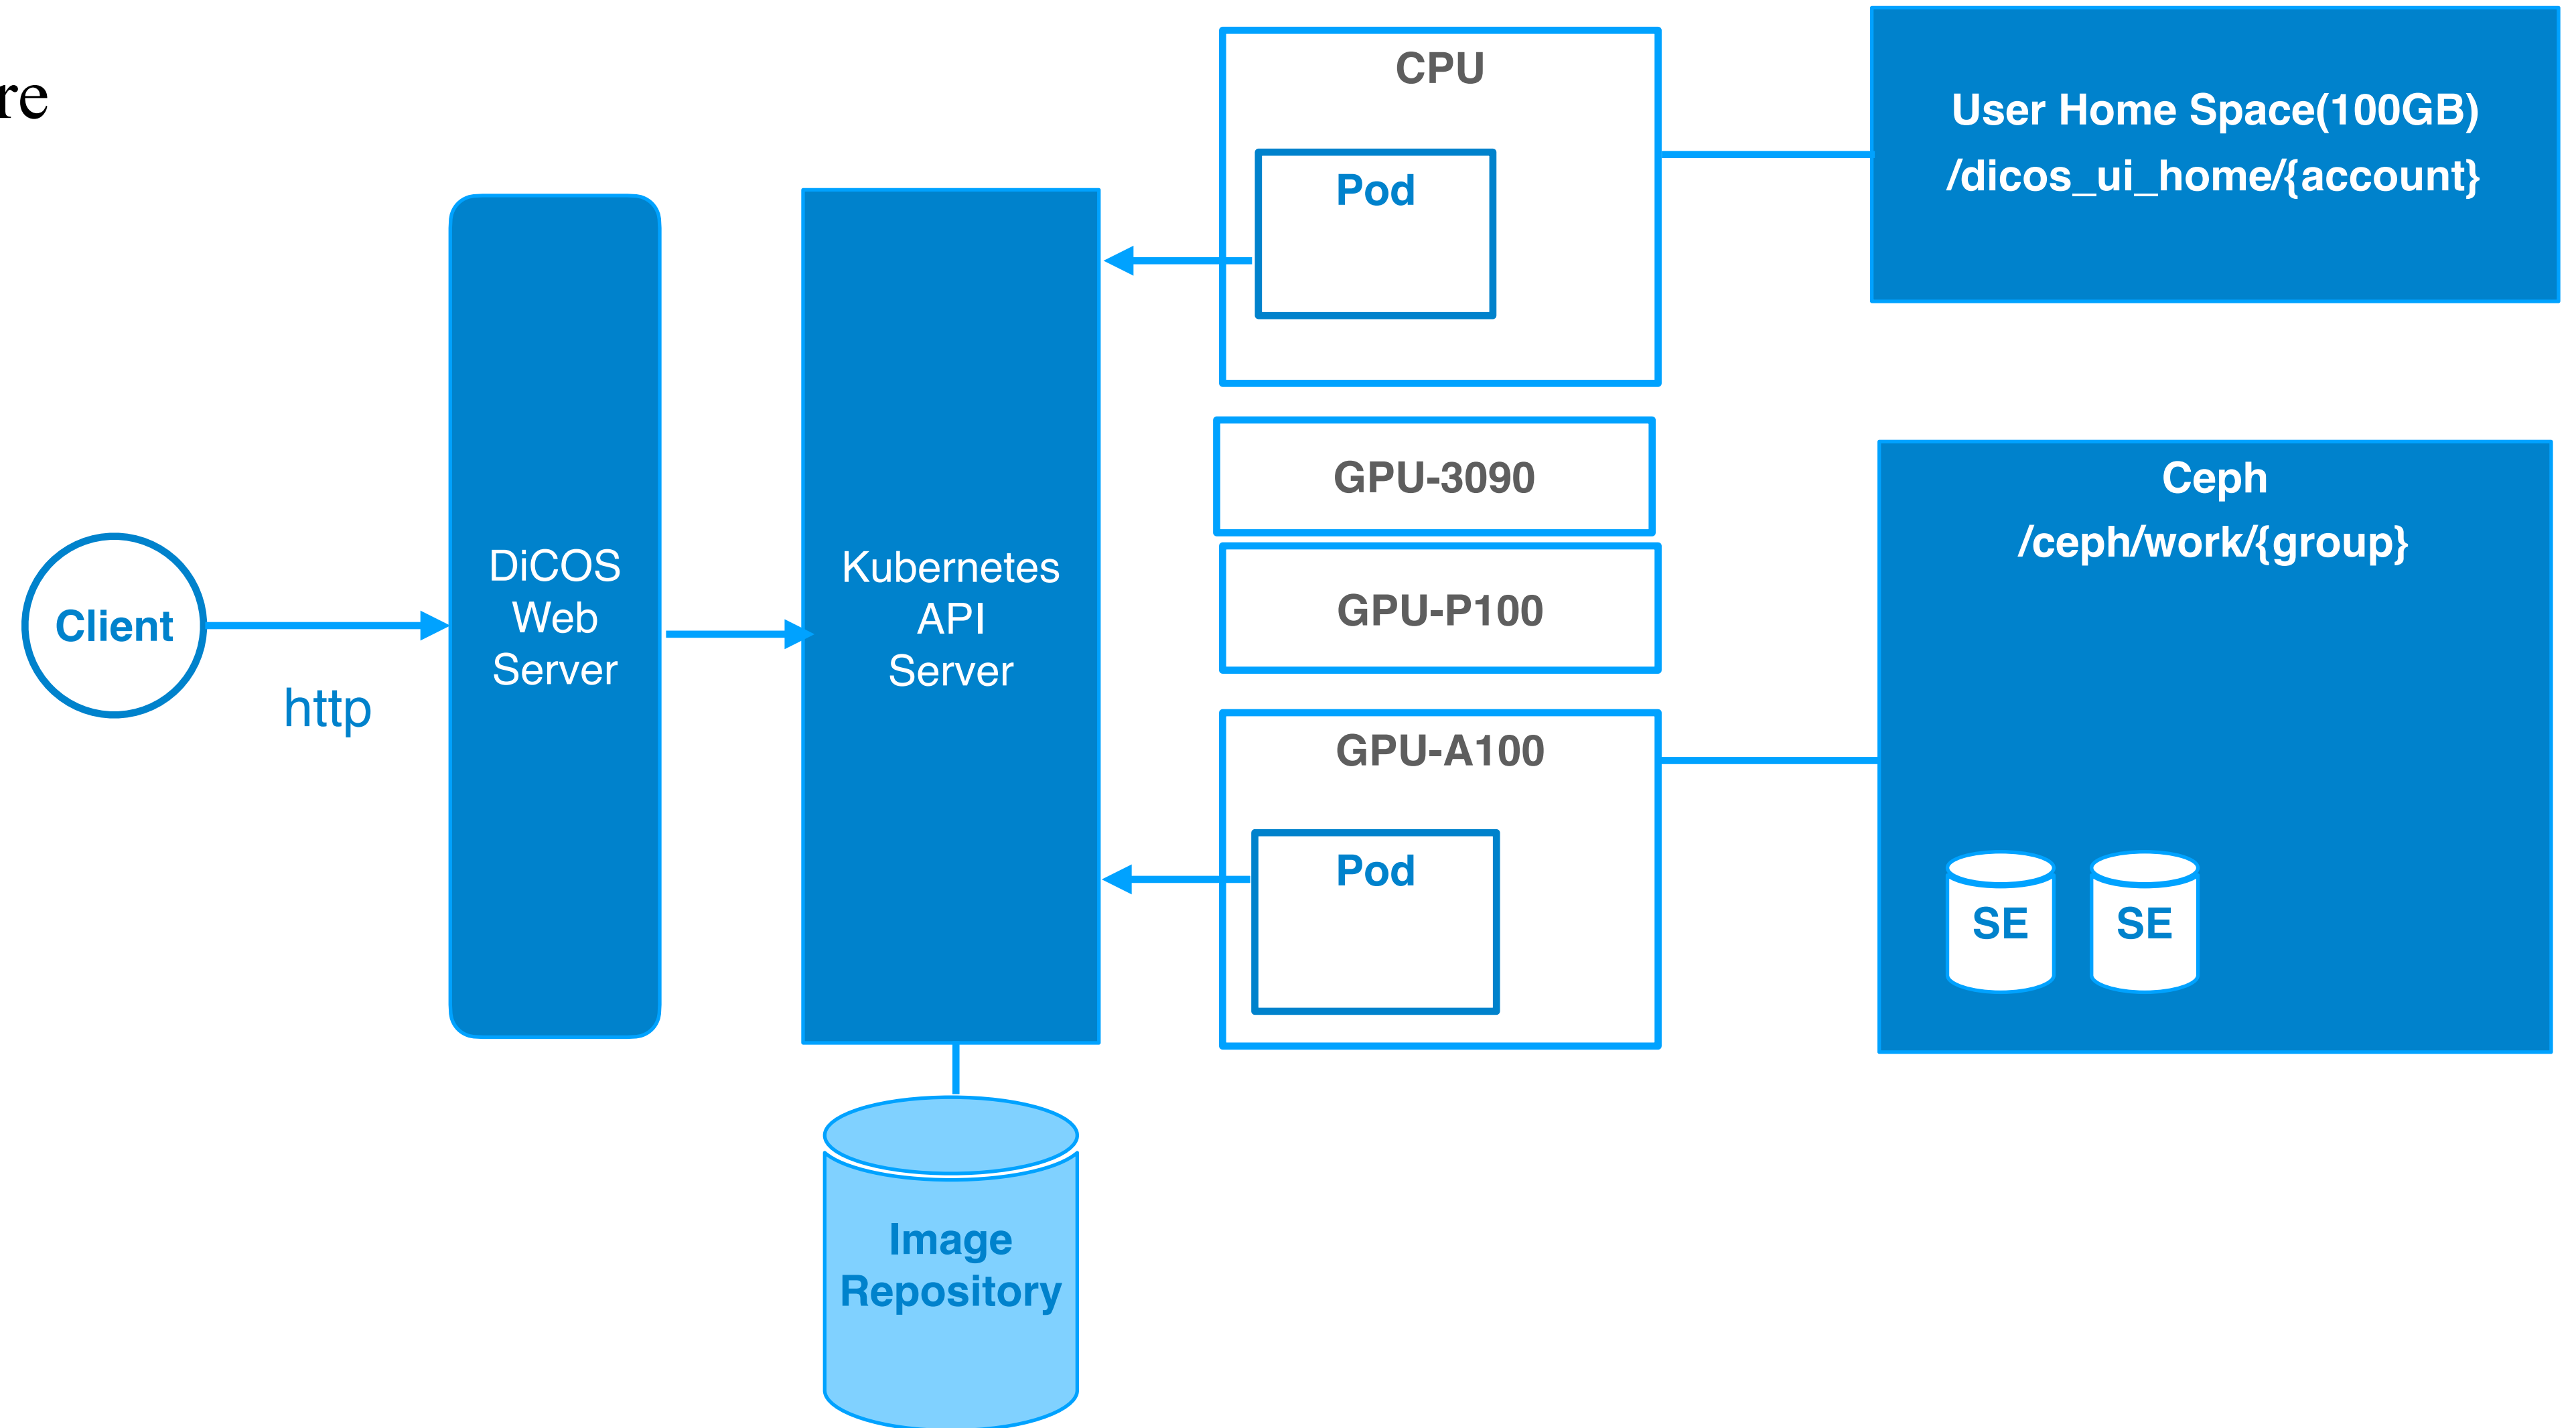 re
Client
http
DiCOS
Web
Server
Kubernetes
API
Server
Image
Repository
CPU
Pod
GPU-3090
GPU-P100
GPU-A100
Pod
User Home Space(100GB)
/dicos_ui_home/{account}
Ceph
/ceph/work/{group}
SE
SE